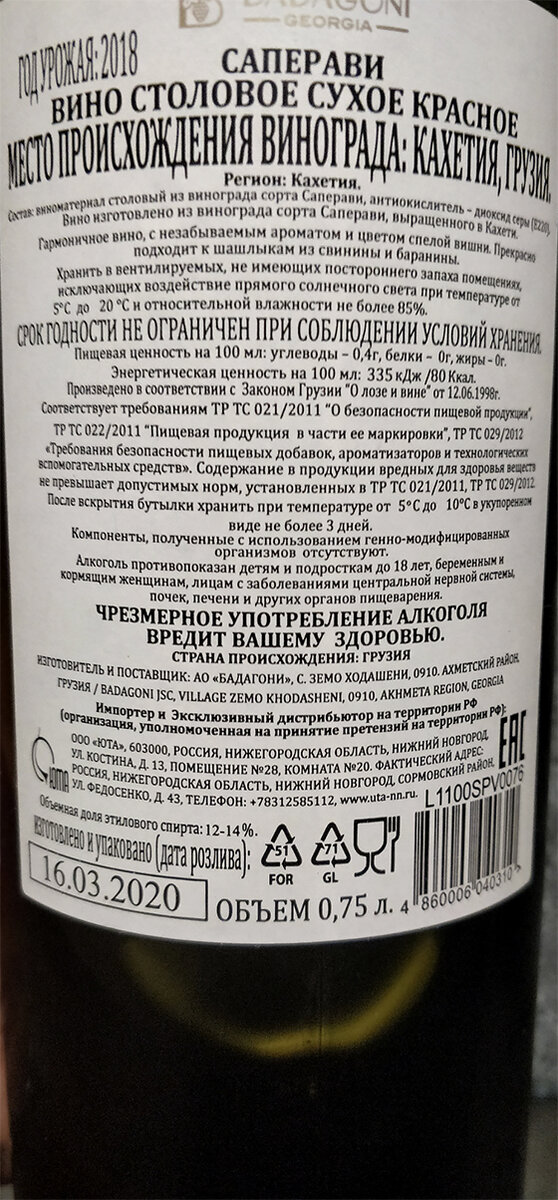 BADAGONI
GEORGIA
ГОД УРОЖАЯ: 2018
САПЕРАВИ
ВИНО СТОЛОВОЕ СУХОЕ КРАСНОЕ
МЕСТО ПРОИСХОЖДЕНИЯ ВИНОГРАДА: КАХЕТИЯ, ГРУЗИЯ.
Регион: Кахетия.
Состав: виноматериал столовый из винограда сорта Саперави, антиокислитель – диоксид серы (E220).
Вино изготовлено из винограда сорта Саперави, выращенного в Кахети.
Гармоничное вино, с незабываемым ароматом и цветом спелой вишни. Прекрасно
подходит к шашлыкам из свинины и баранины.
Хранить в вентилируемых, не имеющих постороннего запаха помещениях,
исключающих воздействие прямого солнечного света при температуре от
5°C до 20 °C и относительной влажности не более 85%.
СРОК ГОДНОСТИ НЕ ОГРАНИЧЕН ПРИ СОБЛЮДЕНИИ УСЛОВИЙ ХРАНЕНИЯ.
Пищевая ценность на 100 мл: углеводы – 0,4г, белки – 0г, жиры – 0г.
Энергетическая ценность на 100 мл: 335 кДж /80 Ккал.
Произведено в соответствии с Законом Грузии "О лозе и вине" от 12.06.1998г.
Соответствует требованиям ТР ТС 021/2011 "О безопасности пищевой продукции",
ТР ТС 022/2011 "Пищевая продукция в части ее маркировки", ТР ТС 029/2012
«Требования безопасности пищевых добавок, ароматизаторов и технологических
вспомогательных средств». Содержание в продукции вредных для здоровья веществ
не превышает допустимых норм, установленных в ТР ТС 021/2011, ТР ТС 029/2012.
После вскрытия бутылки хранить при температуре от 5°C до 10°C в укупоренном
виде не более 3 дней.
Компоненты, полученные с использованием генно-модифицированных
организмов отсутствуют.
Алкоголь противопоказан детям и подросткам до 18 лет, беременным и
кормящим женщинам, лицам с заболеваниями центральной нервной системы,
почек, печени и других органов пищеварения.
ЧРЕЗМЕРНОЕ УПОТРЕБЛЕНИЕ АЛКОГОЛЯ
ВРЕДИТ ВАШЕМУ ЗДОРОВЬЮ.
СТРАНА ПРОИСХОЖДЕНИЯ: ГРУЗИЯ
ИЗГОТОВИТЕЛЬ И ПОСТАВЩИК: АО «БАДАГОНИ», С. ЗЕМО ХОДАШЕНИ, 0910. АХМЕТСКИЙ РАЙОН,
ГРУЗИЯ / BADAGONI JSC, VILLAGE ZEMO KHODASHENI, 0910, AKHMETA REGION, GEORGIA
Импортер и Эксклюзивный дистрибьютор на территории РФ
(организация, уполномоченная на принятие претензий на территории РФ):
ООО «ЮТА», 603000, РОССИЯ, НИЖЕГОРОДСКАЯ ОБЛАСТЬ, НИЖНИЙ НОВГОРОД,
УЛ. КОСТИНА, Д. 13, ПОМЕЩЕНИЕ №28, КОМНАТА №20. ФАКТИЧЕСКИЙ АДРЕС:
РОССИЯ, НИЖЕГОРОДСКАЯ ОБЛАСТЬ, НИЖНИЙ НОВГОРОД, СОРМОВСКИЙ РАЙОН,
УЛ. ФЕДОСЕНКО, Д. 43, ТЕЛЕФОН: +78312585112, www.uta-nn.ru.
Юта
EAC
L1100SPV0076
Объемная доля этилового спирта: 12-14%.
изготовлено и упаковано (дата розлива):
16.03.2020
51
FOR
71
GL
ОБЪЕМ 0,75 л.
4 860006 040310